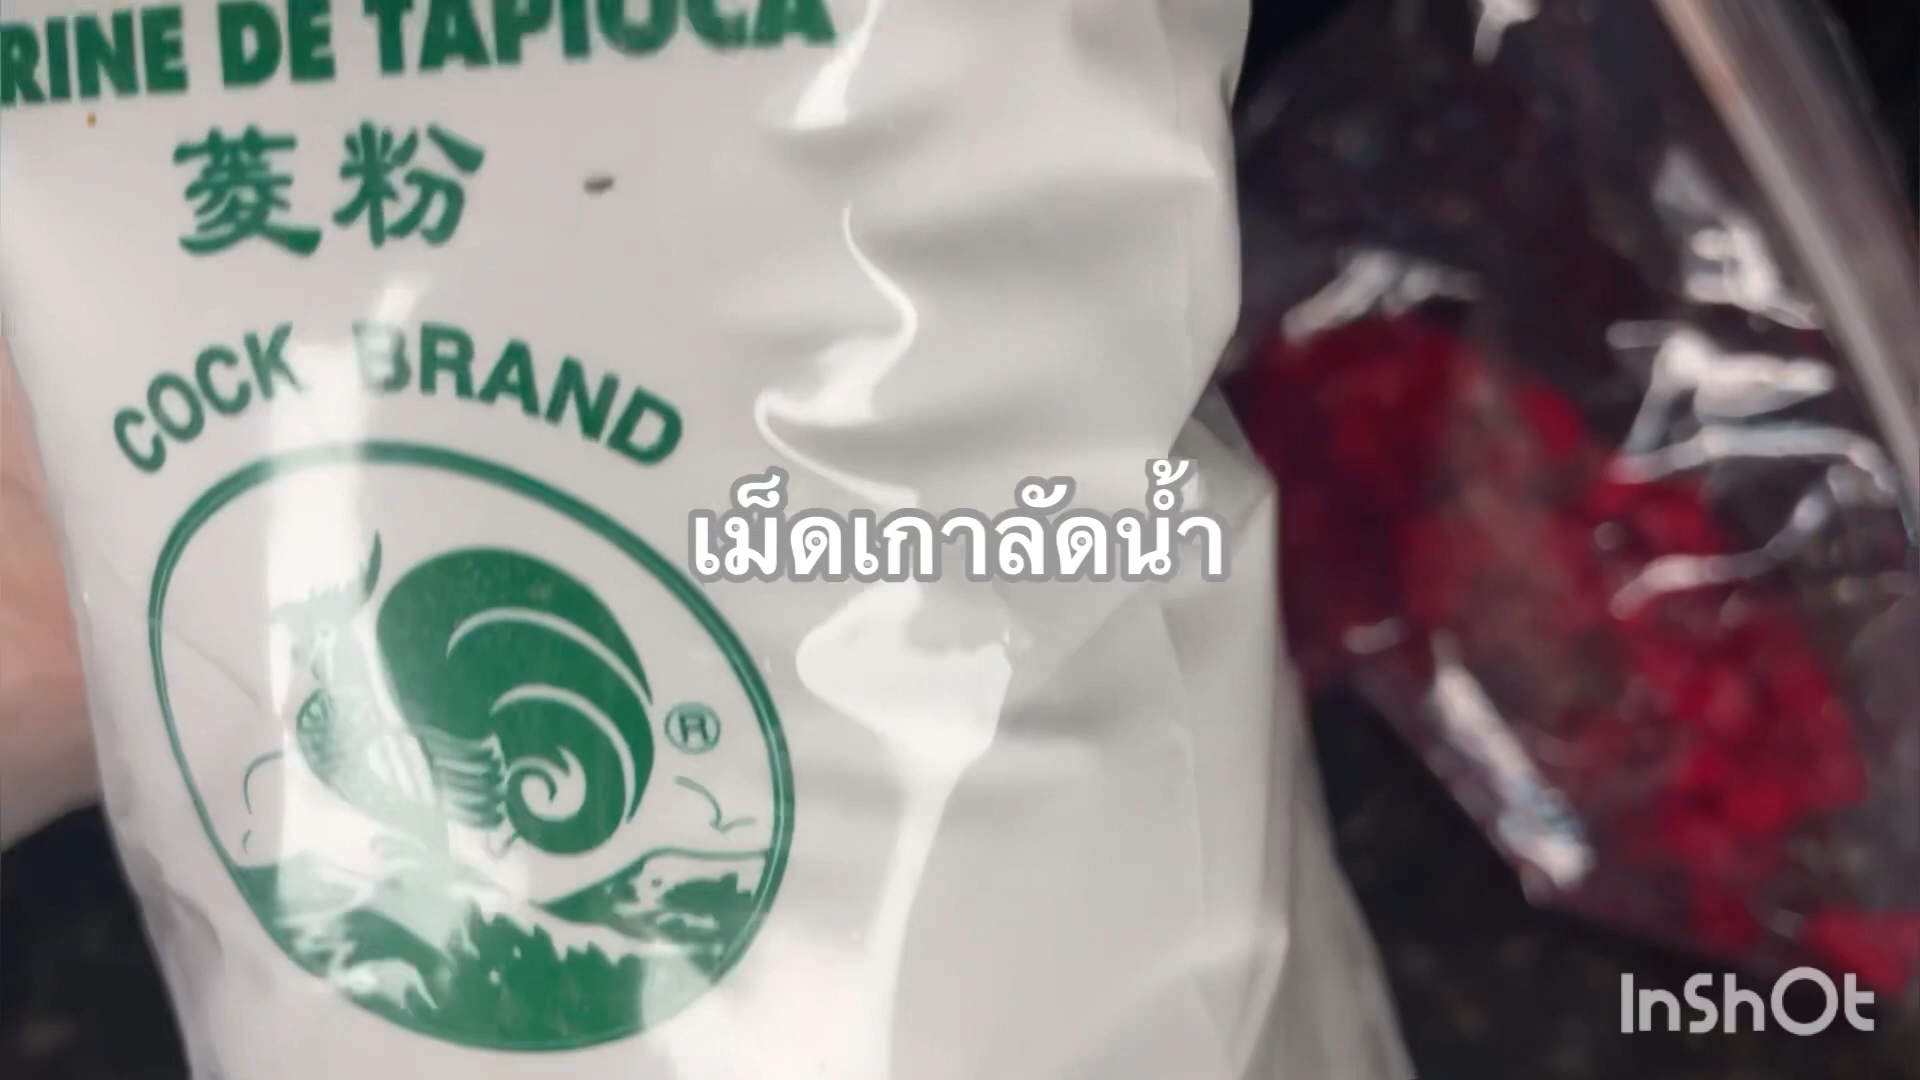 RINE DE TAPIOCA
菱粉
COCK BRAND
®
เม็ดเกาลัดน้ำ
InShOt